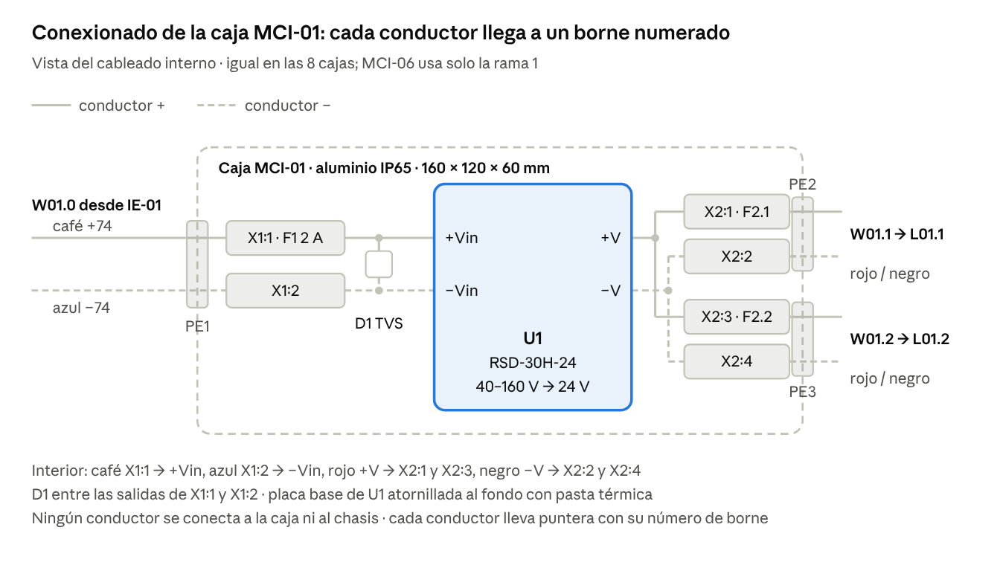 Conexionado de la caja MCI-01: cada conductor llega a un borne numerado
Vista del cableado interno · igual en las 8 cajas; MCI-06 usa solo la rama 1
conductor +
conductor −
Caja MCI-01 · aluminio IP65 · 160 × 120 × 60 mm
W01.0 desde IE-01
café +74
azul −74
PE1
X1:1 · F1 2 A
X1:2
D1 TVS
+Vin
−Vin
+V
−V
U1
RSD-30H-24
40–160 V → 24 V
PE2
X2:1 · F2.1
X2:2
X2:3 · F2.2
X2:4
PE3
W01.1 → L01.1
rojo / negro
W01.2 → L01.2
rojo / negro
Interior: café X1:1 → +Vin, azul X1:2 → −Vin, rojo +V → X2:1 y X2:3, negro −V → X2:2 y X2:4
D1 entre las salidas de X1:1 y X1:2 · placa base de U1 atornillada al fondo con pasta térmica
Ningún conductor se conecta a la caja ni al chasis · cada conductor lleva puntera con su número de borne